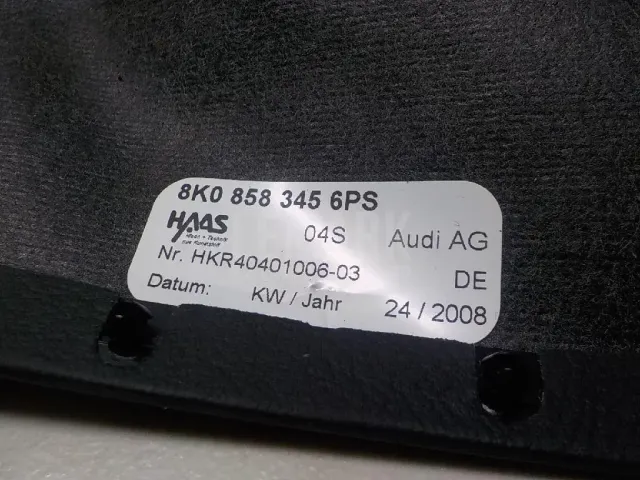 8K0 858 345 6PS
HAAS 04S Audi AG
Nr. HKR40401006-03 DE
Datum: KW / Jahr 24 / 2008